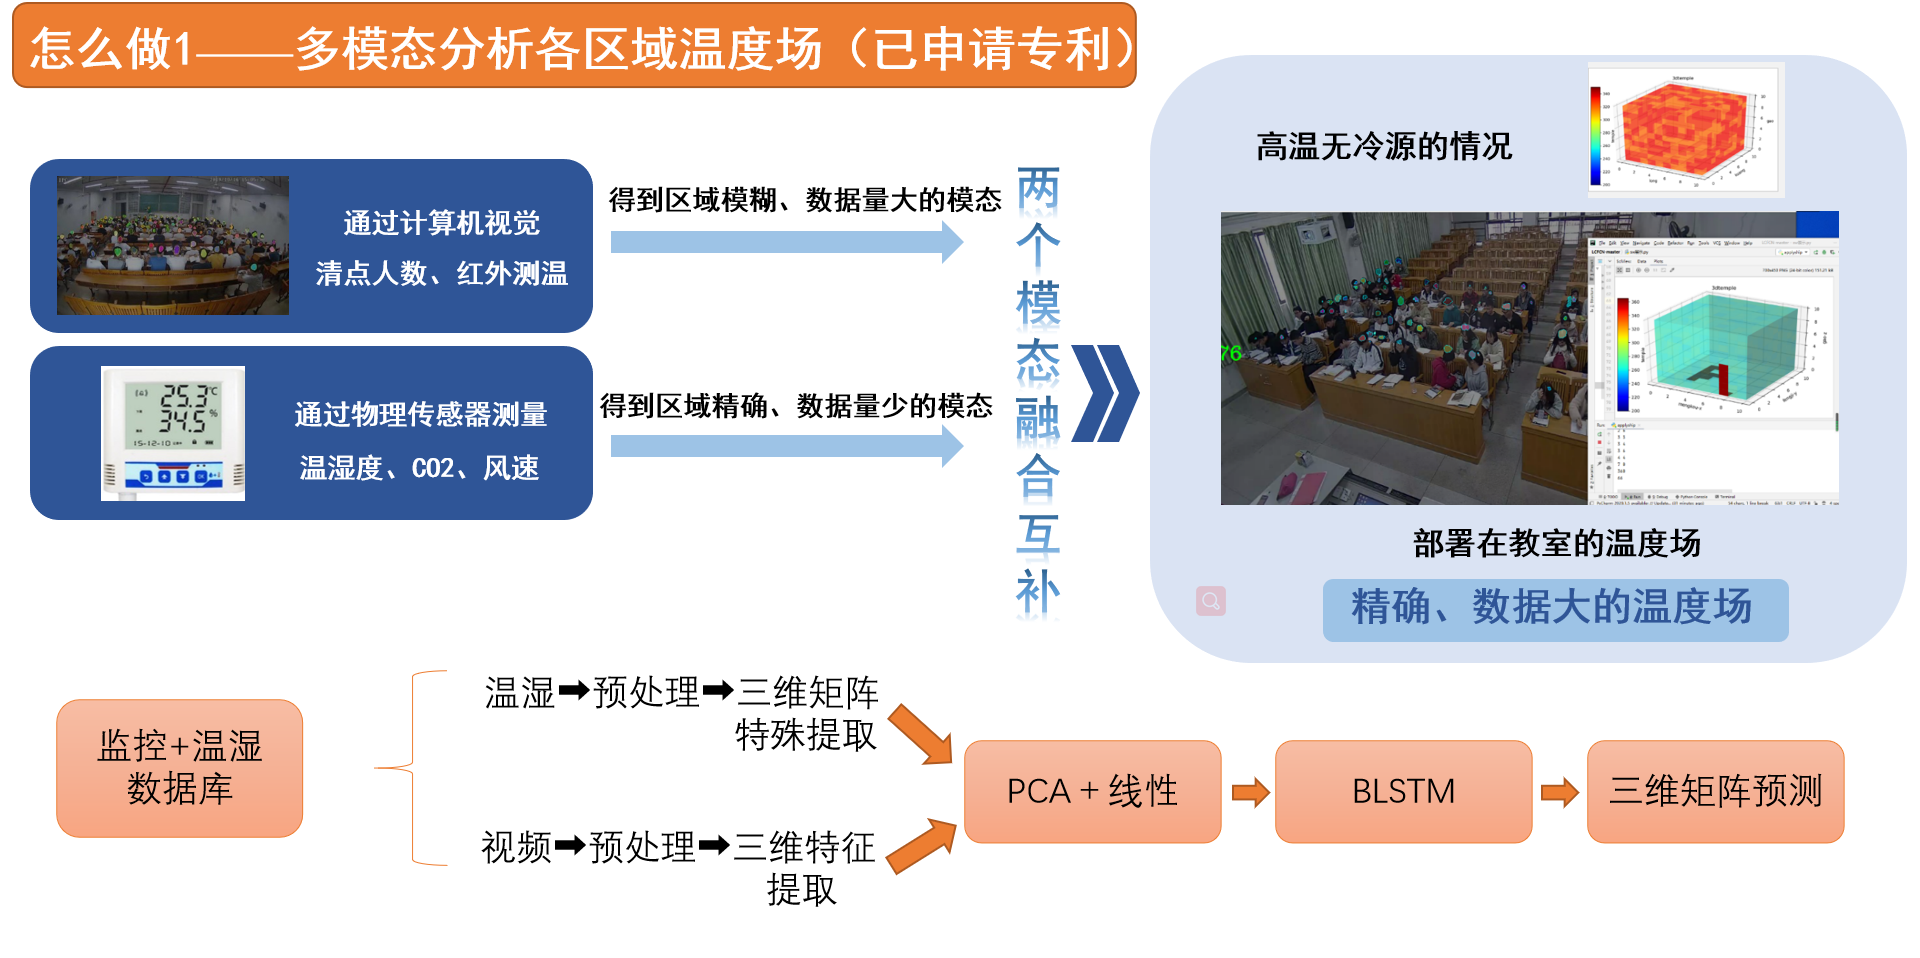 怎么做1——多模态分析各区域温度场（已申请专利）
通过计算机视觉
清点人数、红外测温
得到区域模糊、数据量大的模态
25.3℃
34.5%
15-12-10
通过物理传感器测量
温湿度、CO2、风速
得到区域精确、数据量少的模态
两个模态融合互补
高温无冷源的情况
3dtemple
76
3dtemple
部署在教室的温度场
精确、数据大的温度场
监控+温湿
数据库
温湿➡预处理➡三维矩阵
特殊提取
视频➡预处理➡三维特征
提取
PCA + 线性
BLSTM
三维矩阵预测